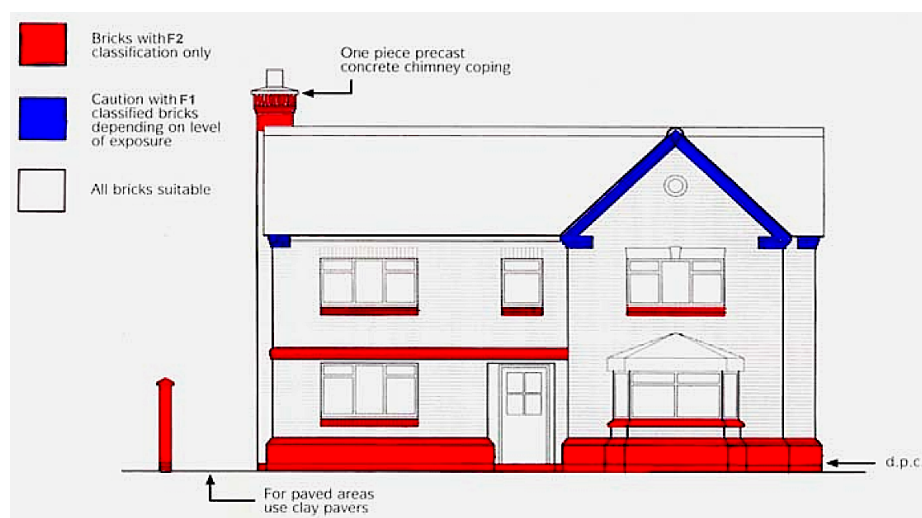 Bricks with F2
classification only
Caution with F1
classified bricks
depending on level
of exposure
All bricks suitable
One piece precast
concrete chimney coping
d.p.c
For paved areas
use clay pavers